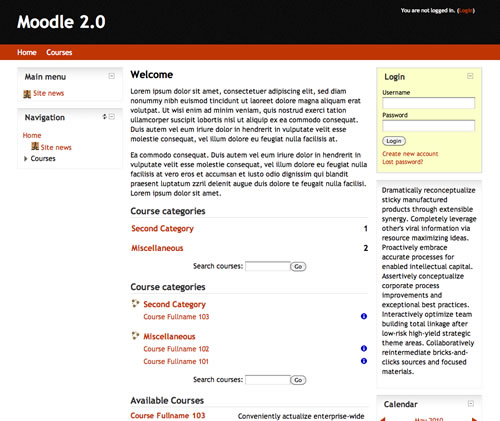 You are not logged in. (Login)
Moodle 2.0
Home Courses
Main menu
Site news
Navigation
Home
Site news
Courses
Welcome
Lorem ipsum dolor sit amet, consectetuer adipiscing elit, sed diam
nonummy nibh euismod tincidunt ut laoreet dolore magna aliquam erat
volutpat. Ut wisi enim ad minim veniam, quis nostrud exerci tation
ullamcorper suscipit lobortis nisl ut aliquip ex ea commodo consequat.
Duis autem vel eum iriure dolor in hendrerit in vulputate velit esse
molestie consequat, vel illum dolore eu feugiat nulla facilisis at.
Ea commodo consequat. Duis autem vel eum iriure dolor in hendrerit in
vulputate velit esse molestie consequat, vel illum dolore eu feugiat nulla
facilisis at vero eros et accumsan et iusto odio dignissim qui blandit
praesent luptatum zzril delenit augue duis dolore te feugait nulla facilisi.
Lorem ipsum dolor sit amet.
Course categories
Second Category 1
Miscellaneous 2
Search courses: Go
Course categories
Second Category
Course Fullname 103
Miscellaneous
Course Fullname 102
Course Fullname 101
Search courses: Go
Available Courses
Course Fullname 103 Conveniently actualize enterprise-wide
Login
Username
Password
Login
Create new account
Lost password?
Dramatically reconceptualize
sticky manufactured
products through extensible
synergy. Completely leverage
other's viral information via
resource maximizing ideas.
Proactively embrace
accurate processes for
enabled intellectual capital.
Assertively conceptualize
corporate process
improvements and
exceptional best practices.
Interactively optimize team
building total linkage after
low-risk high-yield strategic
theme areas. Collaboratively
reintermediate bricks-and-
clicks sources and focused
materials.
Calendar
May 2010